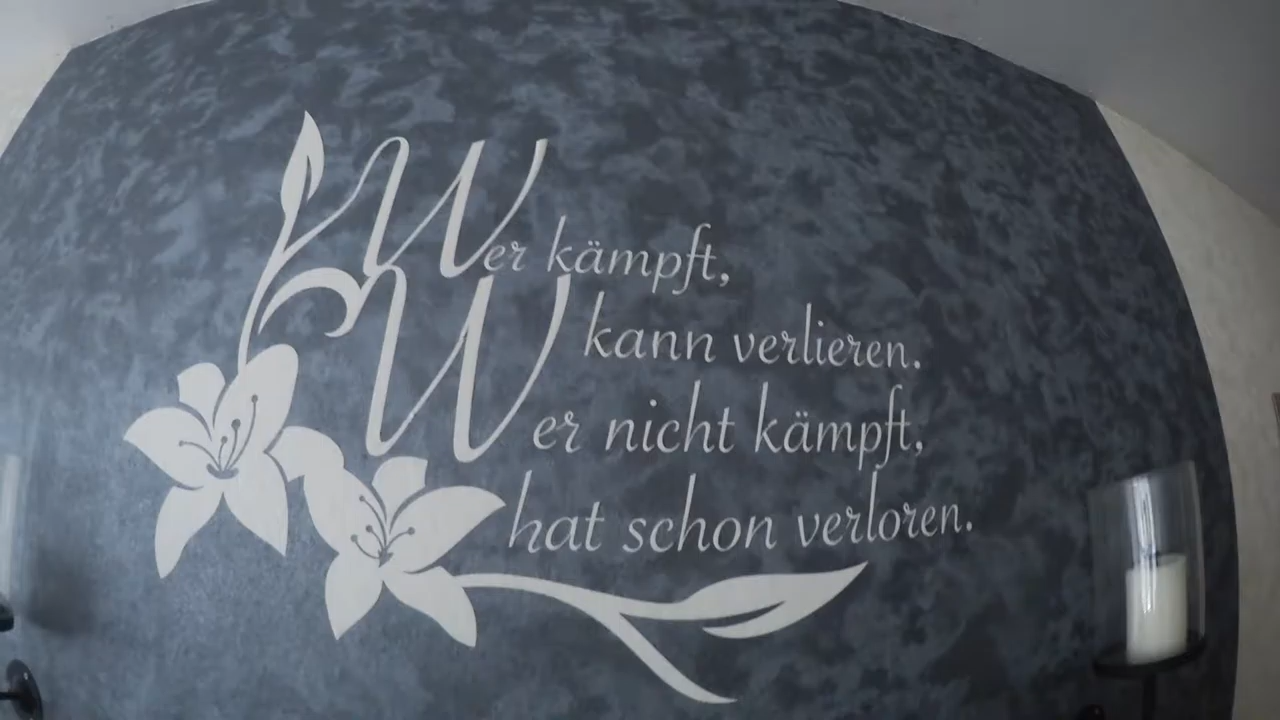 Wer kämpft,
kann verlieren.
Wer nicht kämpft,
hat schon verloren.